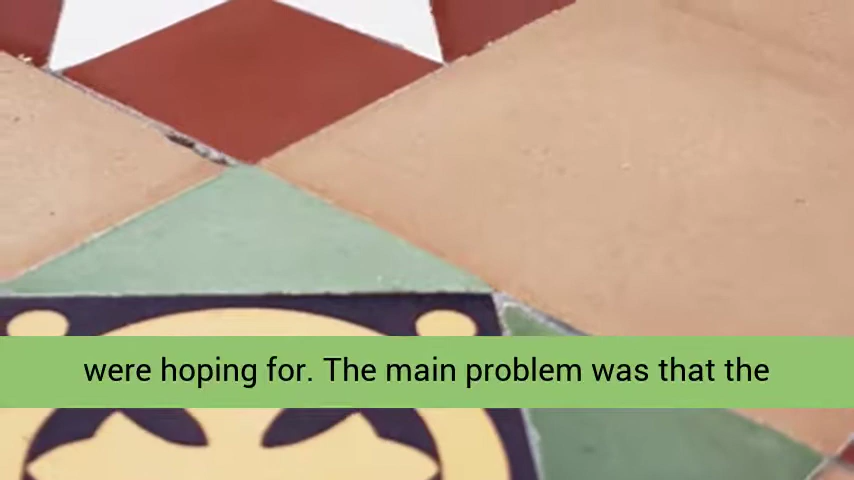 were hoping for. The main problem was that the